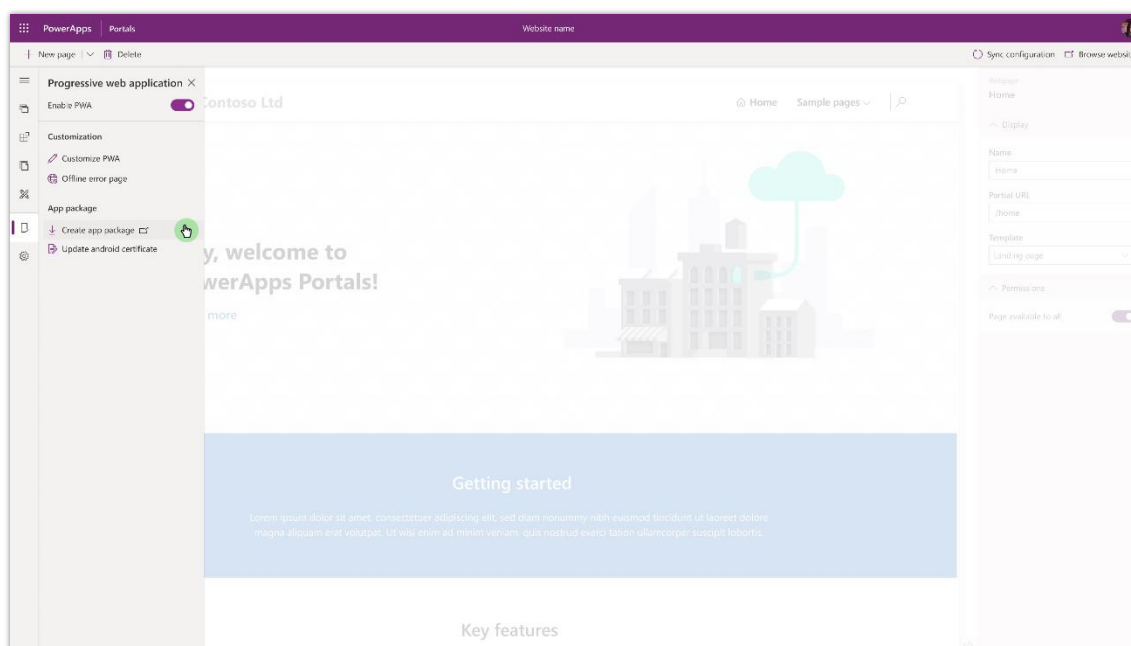 PowerApps Portals Website name
New page Delete Sync configuration Browse websit
Progressive web application
Enable PWA
Customization
Customize PWA
Offline error page
App package
Create app package
Update android certificate
Contoso Ltd Home Sample pages
y, welcome to
werApps Portals!
more
Getting started
Lorem ipsum dolor sit amet, consectetuer adipiscing elit, sed diam nonummy nibh euismod tincidunt ut laoreet dolore
magna aliquam erat volutpat. Ut wisi enim ad minim veniam, quis nostrud exerci tation ullamcorper suscipit lobortis.
Key features
Webpage
Home
Display
Name
Home
Partial URL
/home
Template
Landing page
Permissions
Page available to all